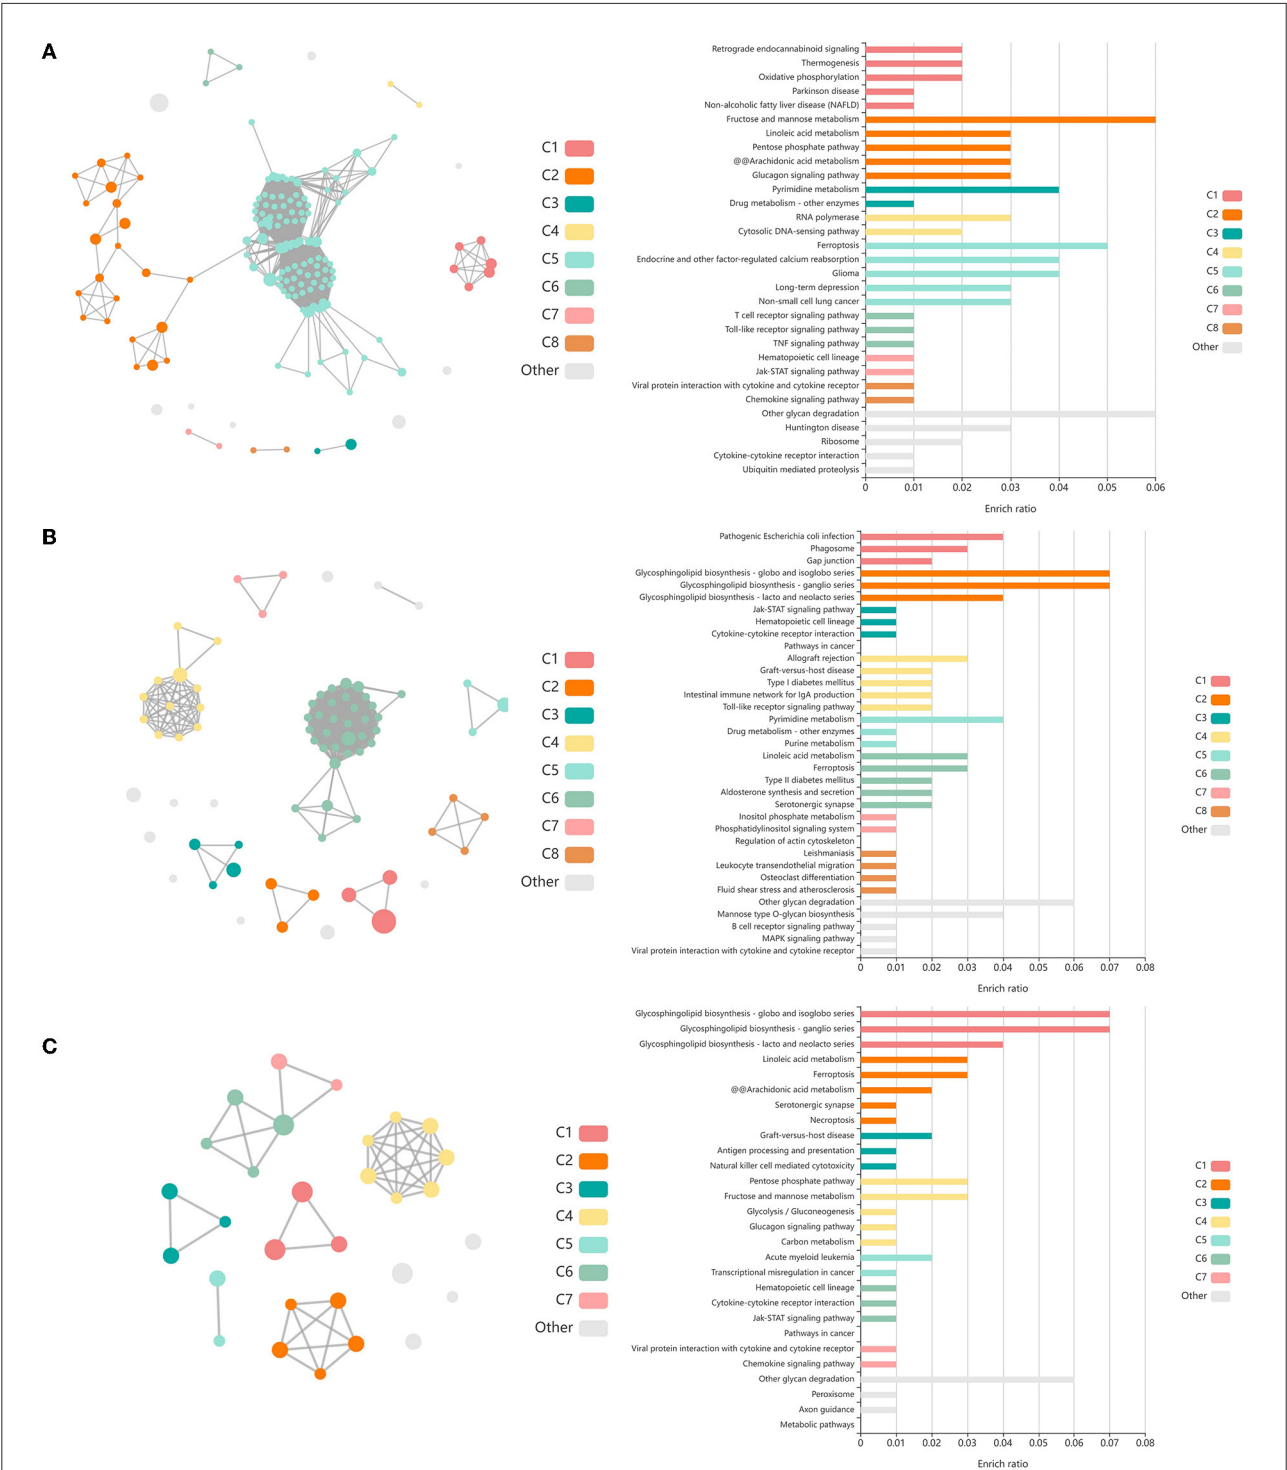 A
C1
C2
C3
C4
C5
C6
C7
C8
Other
Retrograde endocannabinoid signaling
Thermogenesis
Oxidative phosphorylation
Parkinson disease
Non-alcoholic fatty liver disease (NAFLD)
Fructose and mannose metabolism
Linoleic acid metabolism
Pentose phosphate pathway
@@Arachidonic acid metabolism
Glucagon signaling pathway
Pyrimidine metabolism
Drug metabolism - other enzymes
RNA polymerase
Cytosolic DNA-sensing pathway
Ferroptosis
Endocrine and other factor-regulated calcium reabsorption
Glioma
Long-term depression
Non-small cell lung cancer
T cell receptor signaling pathway
Toll-like receptor signaling pathway
TNF signaling pathway
Hematopoietic cell lineage
Jak-STAT signaling pathway
Viral protein interaction with cytokine and cytokine receptor
Chemokine signaling pathway
Other glycan degradation
Huntington disease
Ribosome
Cytokine-cytokine receptor interaction
Ubiquitin mediated proteolysis
0 0.01 0.02 0.03 0.04 0.05 0.06
Enrich ratio
C1
C2
C3
C4
C5
C6
C7
C8
Other
B
C1
C2
C3
C4
C5
C6
C7
C8
Other
Pathogenic Escherichia coli infection
Phagosome
Gap junction
Glycosphingolipid biosynthesis - globo and isoglobo series
Glycosphingolipid biosynthesis - ganglio series
Glycosphingolipid biosynthesis - lacto and neolacto series
Jak-STAT signaling pathway
Hematopoietic cell lineage
Cytokine-cytokine receptor interaction
Pathways in cancer
Allograft rejection
Graft-versus-host disease
Type I diabetes mellitus
Intestinal immune network for IgA production
Toll-like receptor signaling pathway
Pyrimidine metabolism
Drug metabolism - other enzymes
Purine metabolism
Linoleic acid metabolism
Ferroptosis
Type II diabetes mellitus
Aldosterone synthesis and secretion
Serotonergic synapse
Inositol phosphate metabolism
Phosphatidylinositol signaling system
Regulation of actin cytoskeleton
Leishmaniasis
Leukocyte transendothelial migration
Osteoclast differentiation
Fluid shear stress and atherosclerosis
Other glycan degradation
Mannose type O-glycan biosynthesis
B cell receptor signaling pathway
MAPK signaling pathway
Viral protein interaction with cytokine and cytokine receptor
0 0.01 0.02 0.03 0.04 0.05 0.06 0.07 0.08
Enrich ratio
C1
C2
C3
C4
C5
C6
C7
C8
Other
C
C1
C2
C3
C4
C5
C6
C7
Other
Glycosphingolipid biosynthesis - globo and isoglobo series
Glycosphingolipid biosynthesis - ganglio series
Glycosphingolipid biosynthesis - lacto and neolacto series
Linoleic acid metabolism
Ferroptosis
@@Arachidonic acid metabolism
Serotonergic synapse
Necroptosis
Graft-versus-host disease
Antigen processing and presentation
Natural killer cell mediated cytotoxicity
Pentose phosphate pathway
Fructose and mannose metabolism
Glycolysis / Gluconeogenesis
Glucagon signaling pathway
Carbon metabolism
Acute myeloid leukemia
Transcriptional misregulation in cancer
Hematopoietic cell lineage
Cytokine-cytokine receptor interaction
Jak-STAT signaling pathway
Pathways in cancer
Viral protein interaction with cytokine and cytokine receptor
Chemokine signaling pathway
Other glycan degradation
Peroxisome
Axon guidance
Metabolic pathways
0 0.01 0.02 0.03 0.04 0.05 0.06 0.07 0.08
Enrich ratio
C1
C2
C3
C4
C5
C6
C7
Other